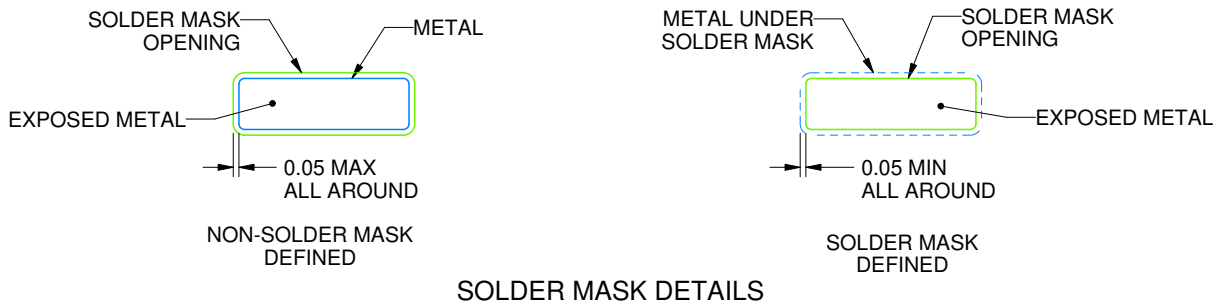 SOLDER MASK
OPENING
METAL
EXPOSED METAL
0.05 MAX
ALL AROUND
NON-SOLDER MASK
DEFINED
METAL UNDER
SOLDER MASK
SOLDER MASK
OPENING
EXPOSED METAL
0.05 MIN
ALL AROUND
SOLDER MASK
DEFINED
SOLDER MASK DETAILS